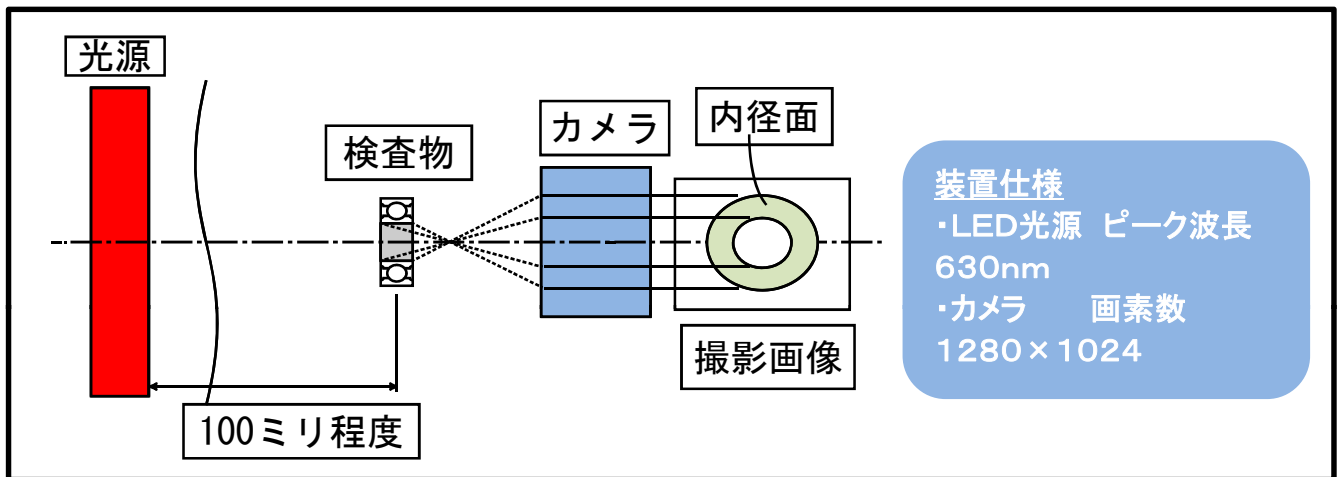 光源
検査物
カメラ
内径面
撮影画像
100ミリ程度
装置仕様
・LED光源 ピーク波長
630nm
・カメラ　　画素数
1280×1024